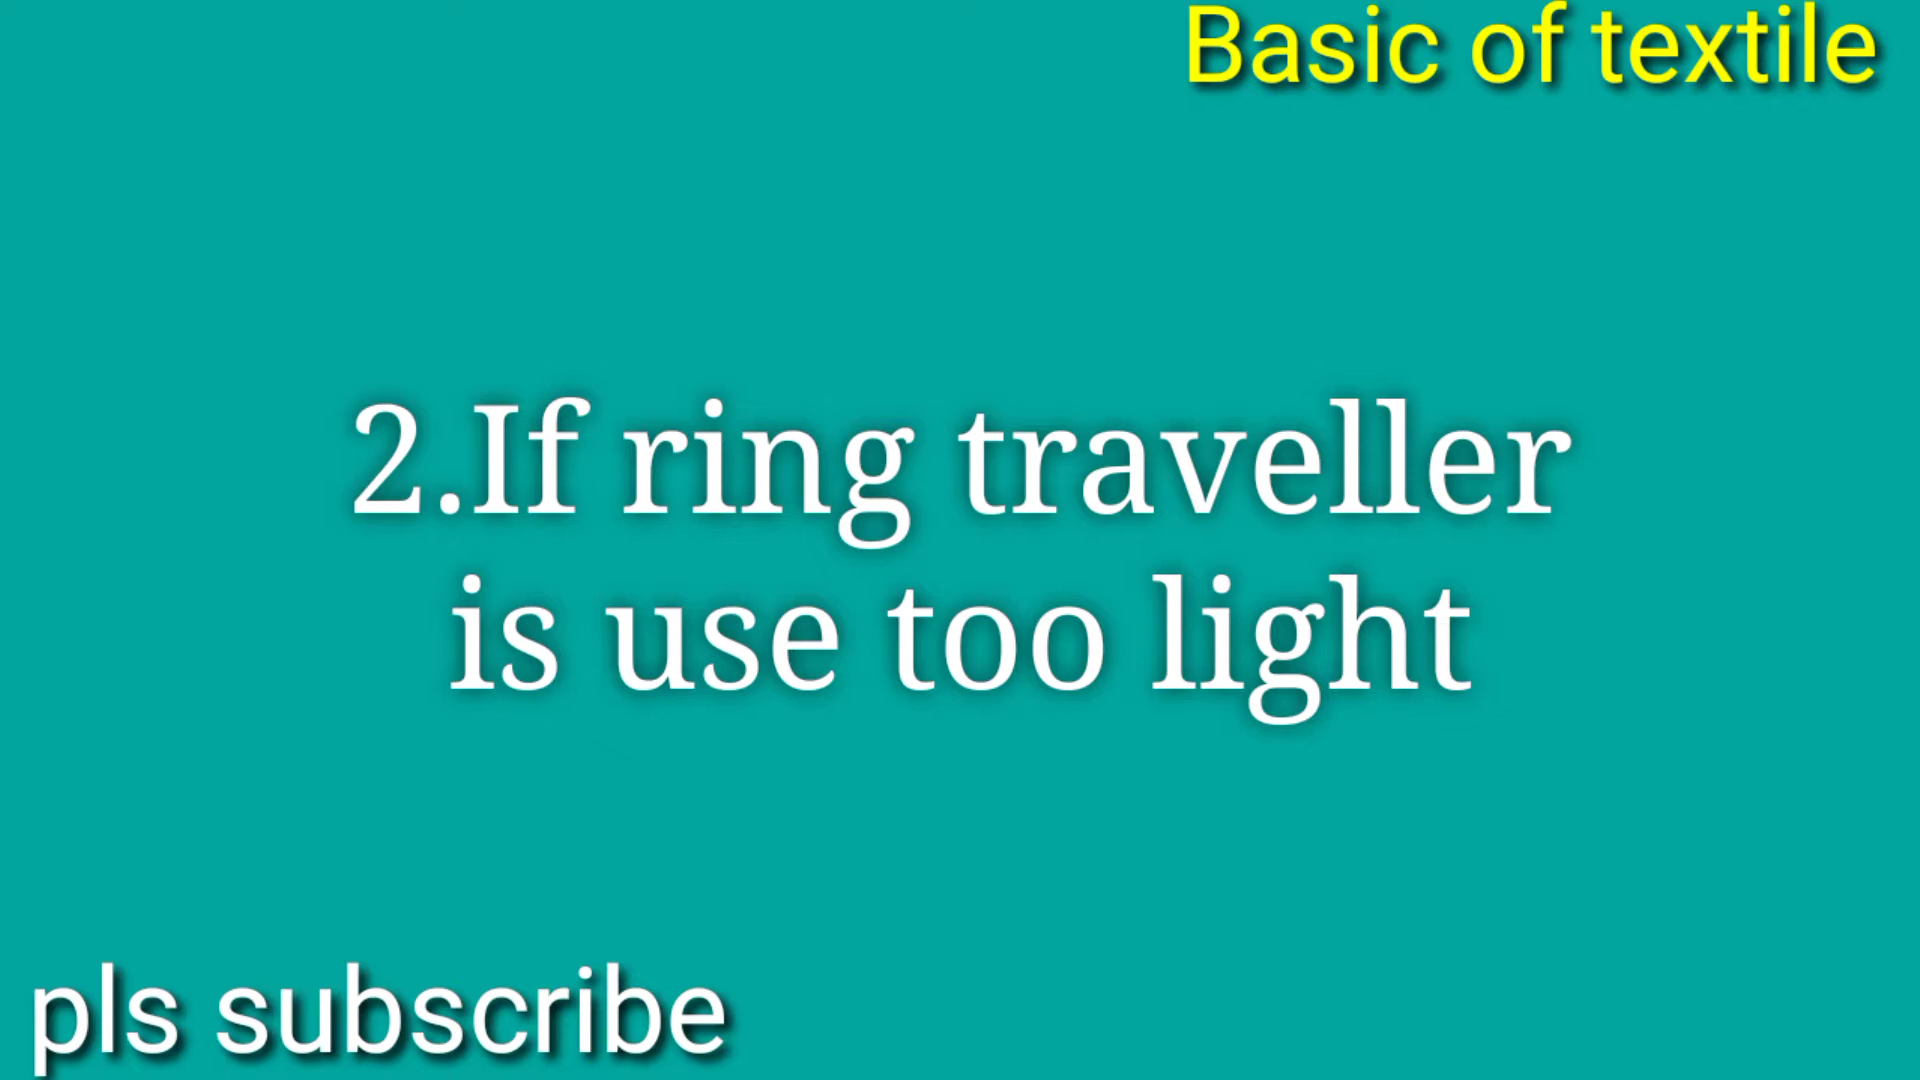 Basic of textile
2.If ring traveller
is use too light
pls subscribe